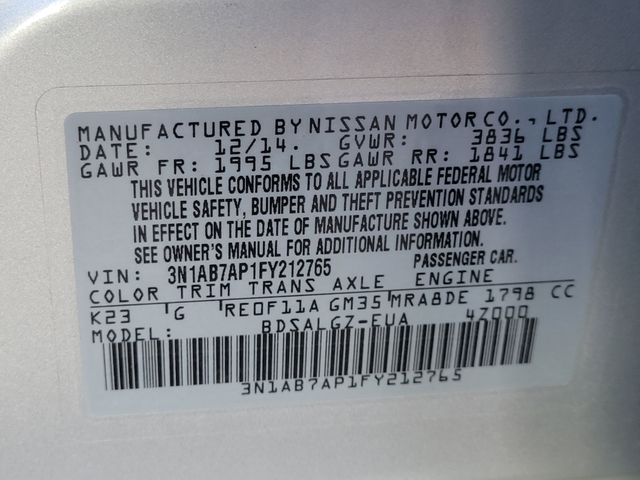 MANUFACTURED BY NISSAN MOTOR CO., LTD.
DATE: 12/14. GVWR: 3836 LBS
GAWR FR: 1995 LBS GAWR RR: 1841 LBS
THIS VEHICLE CONFORMS TO ALL APPLICABLE FEDERAL MOTOR
VEHICLE SAFETY, BUMPER AND THEFT PREVENTION STANDARDS
IN EFFECT ON THE DATE OF MANUFACTURE SHOWN ABOVE.
SEE OWNER'S MANUAL FOR ADDITIONAL INFORMATION.
VIN: 3N1AB7AP1FY212765 PASSENGER CAR.
COLOR TRIM TRANS AXLE ENGINE
K23 G RE0F11A GM35 MRA8DE 1798 CC
MODEL: BDSALGZ-EUA 4Z000
3N1AB7AP1FY212765